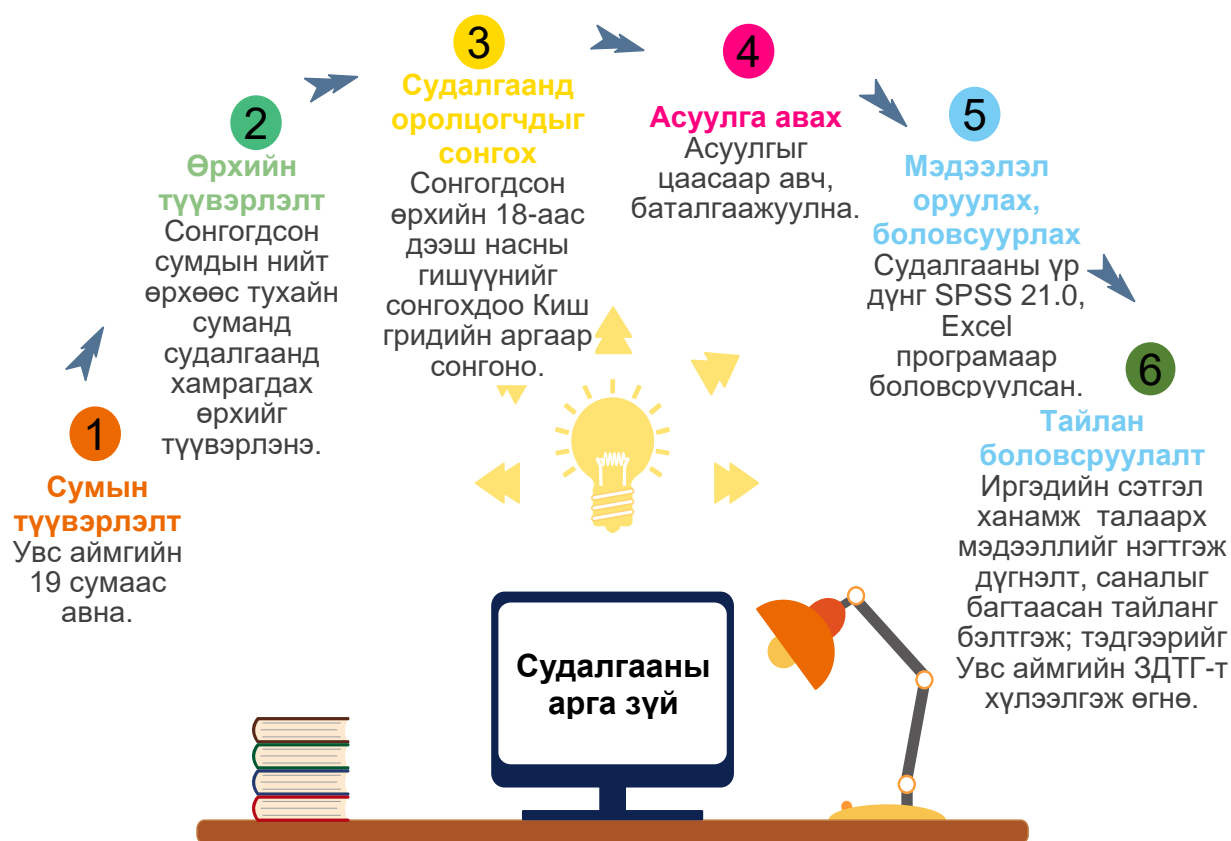 1
Сумын
түүвэрлэлт
Увс аймгийн
19 сумаас
авна.
2
Өрхийн
түүвэрлэлт
Сонгогдсон
сумдын нийт
өрхөөс тухайн
суманд
судалгаанд
хамрагдах
өрхийг
түүвэрлэнэ.
3
Судалгаанд
оролцогчдыг
сонгох
Сонгогдсон
өрхийн 18-аас
дээш насны
гишүүнийг
сонгохдоо Киш
гридийн аргаар
сонгоно.
4
Асуулга авах
Асуулгыг
цаасаар авч,
баталгаажуулна.
5
Мэдээлэл
оруулах,
боловсуурлах
Судалгааны үр
дүнг SPSS 21.0,
Excel
програмаар
боловсруулсан.
6
Тайлан
боловсруулалт
Иргэдийн сэтгэл
ханамж талаарх
мэдээллийг нэгтгэж
дүгнэлт, саналыг
багтаасан тайланг
бэлтгэж; тэдгээрийг
Увс аймгийн ЗДТГ-т
хүлээлгэж өгнө.
Судалгааны
арга зүй